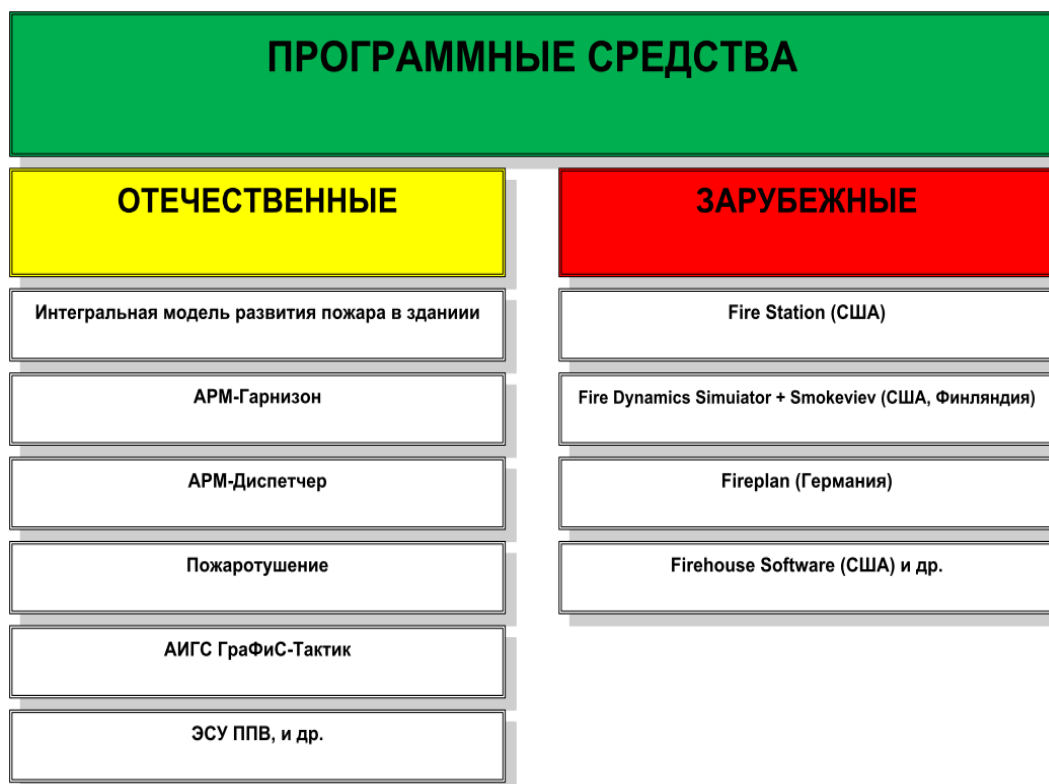 ПРОГРАММНЫЕ СРЕДСТВА
ОТЕЧЕСТВЕННЫЕ
Интегральная модель развития пожара в зданиии
АРМ-Гарнизон
АРМ-Диспетчер
Пожаротушение
АИГС ГраФиС-Тактик
ЭСУ ППВ, и др.
ЗАРУБЕЖНЫЕ
Fire Station (США)
Fire Dynamics Simuiator + Smokeviev (США, Финляндия)
Fireplan (Германия)
Firehouse Software (США) и др.